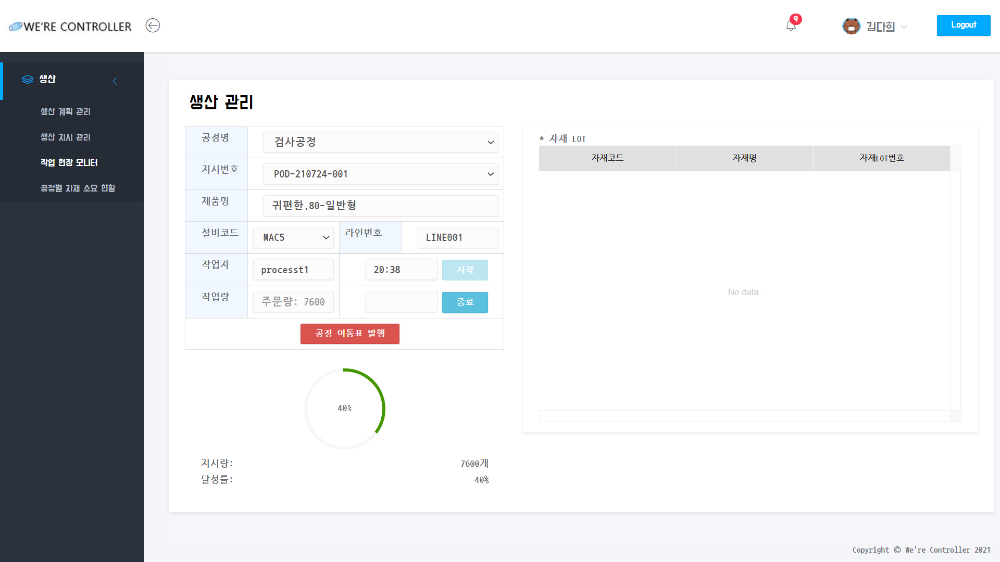 WE'RE CONTROLLER
9
김다희
Logout
생산
생산 계획 관리
생산 지시 관리
작업 현장 모니터
공정별 자재 소요 현황
생산 관리
공정명
검사공정
지시번호
POD-210724-001
제품명
귀편한.80-일반형
설비코드
MAC5
라인번호
LINE001
작업자
processt1
20:38
시작
작업량
주문량: 7600
종료
공정 이동표 발행
40%
지시량:
7600개
달성률:
40%
* 자재 LOT
자재코드
자재명
자재LOT번호
No data.
Copyright © We're Controller 2021